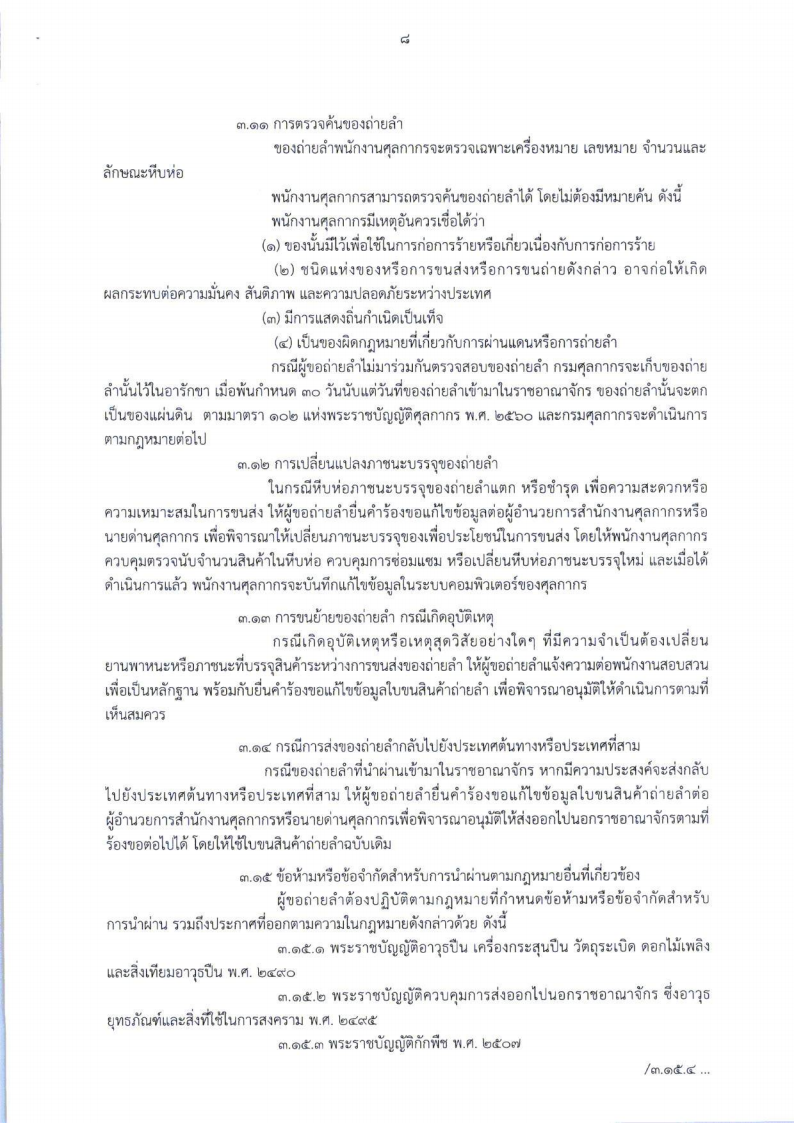 ๘
๓.๑๑ การตรวจค้นของถ่ายลำ
ของถ่ายลำพนักงานศุลกากรจะตรวจเฉพาะเครื่องหมาย เลขหมาย จำนวนและ
ลักษณะหีบห่อ
พนักงานศุลกากรสามารถตรวจค้นของถ่ายลำได้ โดยไม่ต้องมีหมายค้น ดังนี้
พนักงานศุลกากรมีเหตุอันควรเชื่อได้ว่า
(๑) ของนั้นมีไว้เพื่อใช้ในการก่อการร้ายหรือเกี่ยวเนื่องกับการก่อการร้าย
(๒) ชนิดแห่งของหรือการขนส่งหรือการขนถ่ายดังกล่าว อาจก่อให้เกิด
ผลกระทบต่อความมั่นคง สันติภาพ และความปลอดภัยระหว่างประเทศ
(๓) มีการแสดงถิ่นกำเนิดเป็นเท็จ
(๔) เป็นของผิดกฎหมายที่เกี่ยวกับการผ่านแดนหรือการถ่ายลำ
กรณีผู้ขอถ่ายลำไม่มาร่วมกันตรวจสอบของถ่ายลำ กรมศุลกากรจะเก็บของถ่าย
ลำนั้นไว้ในอารักขา เมื่อพ้นกำหนด ๓๐ วันนับแต่วันที่ของถ่ายลำเข้ามาในราชอาณาจักร ของถ่ายลำนั้นจะตก
เป็นของแผ่นดิน ตามมาตรา ๑๐๒ แห่งพระราชบัญญัติศุลกากร พ.ศ. ๒๕๖๐ และกรมศุลกากรจะดำเนินการ
ตามกฎหมายต่อไป
๓.๑๒ การเปลี่ยนแปลงภาชนะบรรจุของถ่ายลำ
ในกรณีหีบห่อภาชนะบรรจุของถ่ายลำแตก หรือชำรุด เพื่อความสะดวกหรือ
ความเหมาะสมในการขนส่ง ให้ผู้ขอถ่ายลำยื่นคำร้องขอแก้ไขข้อมูลต่อผู้อำนวยการสำนักงานศุลกากรหรือ
นายด่านศุลกากร เพื่อพิจารณาให้เปลี่ยนภาชนะบรรจุของเพื่อประโยชน์ในการขนส่ง โดยให้พนักงานศุลกากร
ควบคุมตรวจนับจำนวนสินค้าในหีบห่อ ควบคุมการซ่อมแซม หรือเปลี่ยนหีบห่อภาชนะบรรจุใหม่ และเมื่อได้
ดำเนินการแล้ว พนักงานศุลกากรจะบันทึกแก้ไขข้อมูลในระบบคอมพิวเตอร์ของศุลกากร
๓.๑๓ การขนย้ายของถ่ายลำ กรณีเกิดอุบัติเหตุ
กรณีเกิดอุบัติเหตุหรือเหตุสุดวิสัยอย่างใดๆ ที่มีความจำเป็นต้องเปลี่ยน
ยานพาหนะหรือภาชนะที่บรรจุสินค้าระหว่างการขนส่งของถ่ายลำ ให้ผู้ขอถ่ายลำแจ้งความต่อพนักงานสอบสวน
เพื่อเป็นหลักฐาน พร้อมกับยื่นคำร้องขอแก้ไขข้อมูลใบขนสินค้าถ่ายลำ เพื่อพิจารณาอนุมัติให้ดำเนินการตามที่
เห็นสมควร
๓.๑๔ กรณีการส่งของถ่ายลำกลับไปยังประเทศต้นทางหรือประเทศที่สาม
กรณีของถ่ายลำที่นำผ่านเข้ามาในราชอาณาจักร หากมีความประสงค์จะส่งกลับ
ไปยังประเทศต้นทางหรือประเทศที่สาม ให้ผู้ขอถ่ายลำยื่นคำร้องขอแก้ไขข้อมูลใบขนสินค้าถ่ายลำต่อ
ผู้อำนวยการสำนักงานศุลกากรหรือนายด่านศุลกากรเพื่อพิจารณาอนุมัติให้ส่งออกไปนอกราชอาณาจักรตามที่
ร้องขอต่อไปได้ โดยให้ใช้ใบขนสินค้าถ่ายลำฉบับเดิม
๓.๑๕ ข้อห้ามหรือข้อจำกัดสำหรับการนำผ่านตามกฎหมายอื่นที่เกี่ยวข้อง
ผู้ขอถ่ายลำต้องปฏิบัติตามกฎหมายที่กำหนดข้อห้ามหรือข้อจำกัดสำหรับ
การนำผ่าน รวมถึงประกาศที่ออกตามความในกฎหมายดังกล่าวด้วย ดังนี้
๓.๑๕.๑ พระราชบัญญัติอาวุธปืน เครื่องกระสุนปืน วัตถุระเบิด ดอกไม้เพลิง
และสิ่งเทียมอาวุธปืน พ.ศ. ๒๔๙๐
๓.๑๕.๒ พระราชบัญญัติควบคุมการส่งออกไปนอกราชอาณาจักร ซึ่งอาวุธ
ยุทธภัณฑ์และสิ่งที่ใช้ในการสงคราม พ.ศ. ๒๔๙๕
๓.๑๕.๓ พระราชบัญญัติกักพืช พ.ศ. ๒๕๐๗
/๓.๑๕.๔ ...